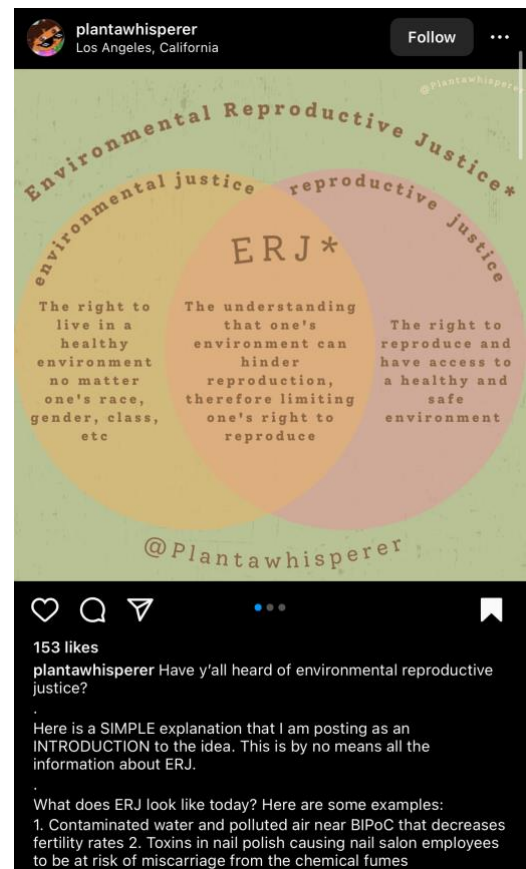 plantawhisperer
Los Angeles, California
Follow
@Plantawhisperer
Environmental Reproductive Justice*
environmental justice
reproductive justice
ERJ*
The right to
live in a
healthy
environment
no matter
one's race,
gender, class,
etc
The understanding
that one's
environment can
hinder
reproduction,
therefore limiting
one's right to
reproduce
The right to
reproduce and
have access to
a healthy and
safe
environment
@Plantawhisperer
153 likes
plantawhisperer Have y'all heard of environmental reproductive
justice?
.
Here is a SIMPLE explanation that I am posting as an
INTRODUCTION to the idea. This is by no means all the
information about ERJ.
.
What does ERJ look like today? Here are some examples:
1. Contaminated water and polluted air near BIPoC that decreases
fertility rates 2. Toxins in nail polish causing nail salon employees
to be at risk of miscarriage from the chemical fumes